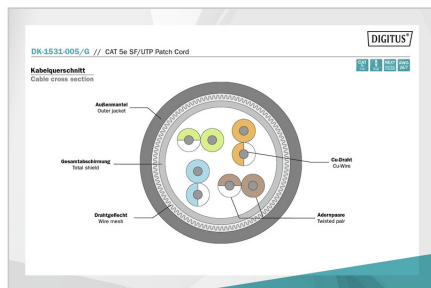 DIGITUS®
DK-1531-005/G // CAT 5e SF/UTP Patch Cord
Kabelquerschnitt
Cable cross section
Außenmantel
Outer jacket
Gesamtabschirmung
Total shield
Drahtgeflecht
Wire mesh
Cu-Draht
Cu-Wire
Adernpaare
Twisted pair